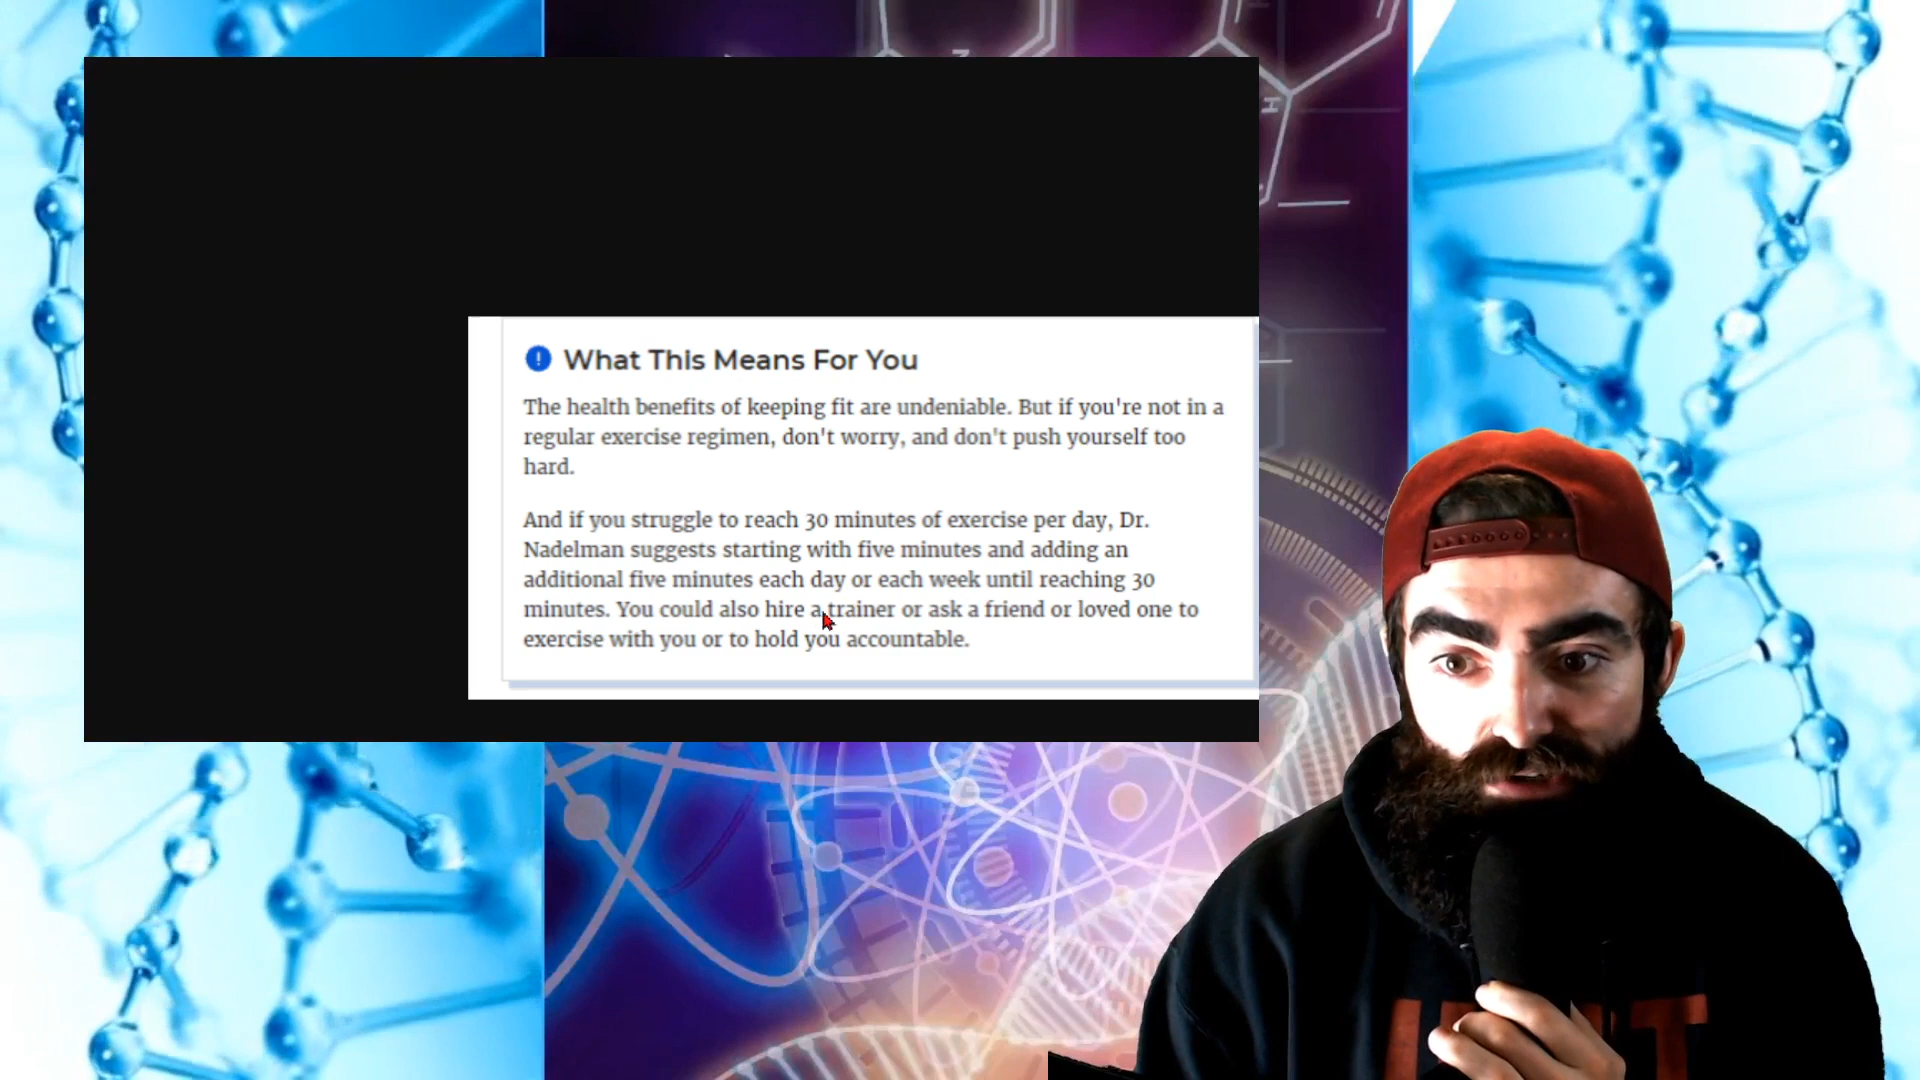 What This Means For You
The health benefits of keeping fit are undeniable. But if you're not in a
regular exercise regimen, don't worry, and don't push yourself too
hard.
And if you struggle to reach 30 minutes of exercise per day, Dr.
Nadelman suggests starting with five minutes and adding an
additional five minutes each day or each week until reaching 30
minutes. You could also hire a trainer or ask a friend or loved one to
exercise with you or to hold you accountable.